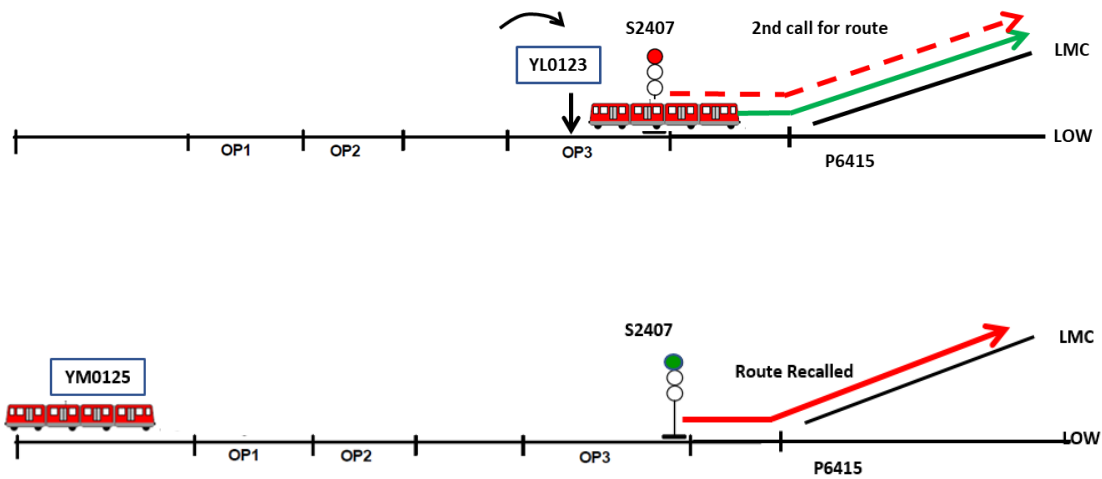 S2407
2nd call for route
LMC
YL0123
LOW
OP1
OP2
OP3
P6415
S2407
LMC
YM0125
Route Recalled
LOW
OP1
OP2
OP3
P6415